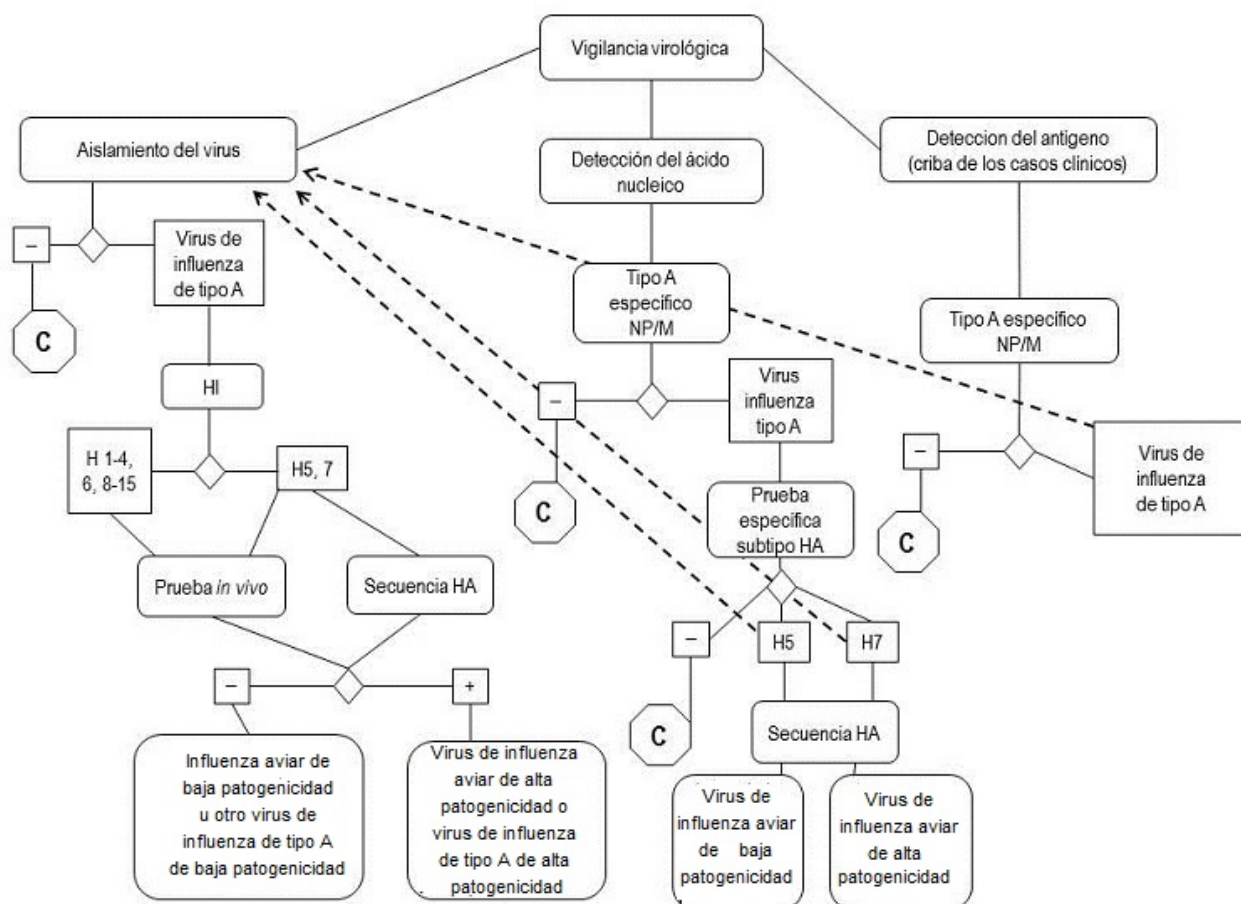 Vigilancia virológica
Aislamiento del virus
Detección del ácido
nucleico
Deteccion del antígeno
(criba de los casos clínicos)
–
Virus de
influenza
de tipo A
C
HI
H 1-4,
6, 8-15
H5, 7
Prueba in vivo
Secuencia HA
–
+
Influenza aviar de
baja patogenicidad
u otro virus de
influenza de tipo A
de baja patogenicidad
Virus de influenza
aviar de alta
patogenicidad o
virus de influenza
de tipo A de alta
patogenicidad
Tipo A
específico
NP/M
–
Virus
influenza
tipo A
C
Prueba
especifica
subtipo HA
–
H5
H7
C
Secuencia HA
Virus de
influenza aviar
de baja
patogenicidad
Virus de
influenza aviar
de alta
patogenicidad
Tipo A específico
NP/M
–
C
Virus de
influenza
de tipo A